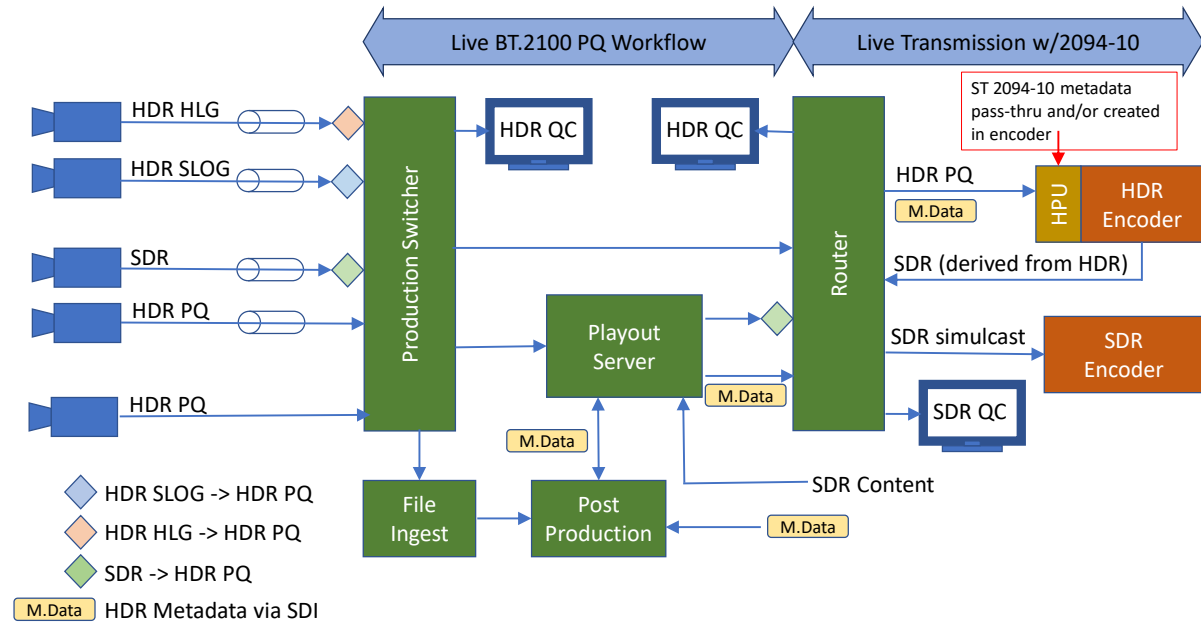 Live BT.2100 PQ Workflow
Live Transmission w/2094-10
ST 2094-10 metadata
pass-thru and/or created
in encoder
HDR HLG
HDR SLOG
SDR
HDR PQ
HDR PQ
Production Switcher
HDR QC
HDR QC
Router
HDR PQ
M.Data
HPU
HDR
Encoder
SDR (derived from HDR)
Playout
Server
M.Data
SDR simulcast
SDR
Encoder
SDR QC
M.Data
SDR Content
File
Ingest
Post
Production
M.Data
HDR SLOG -> HDR PQ
HDR HLG -> HDR PQ
SDR -> HDR PQ
M.Data HDR Metadata via SDI